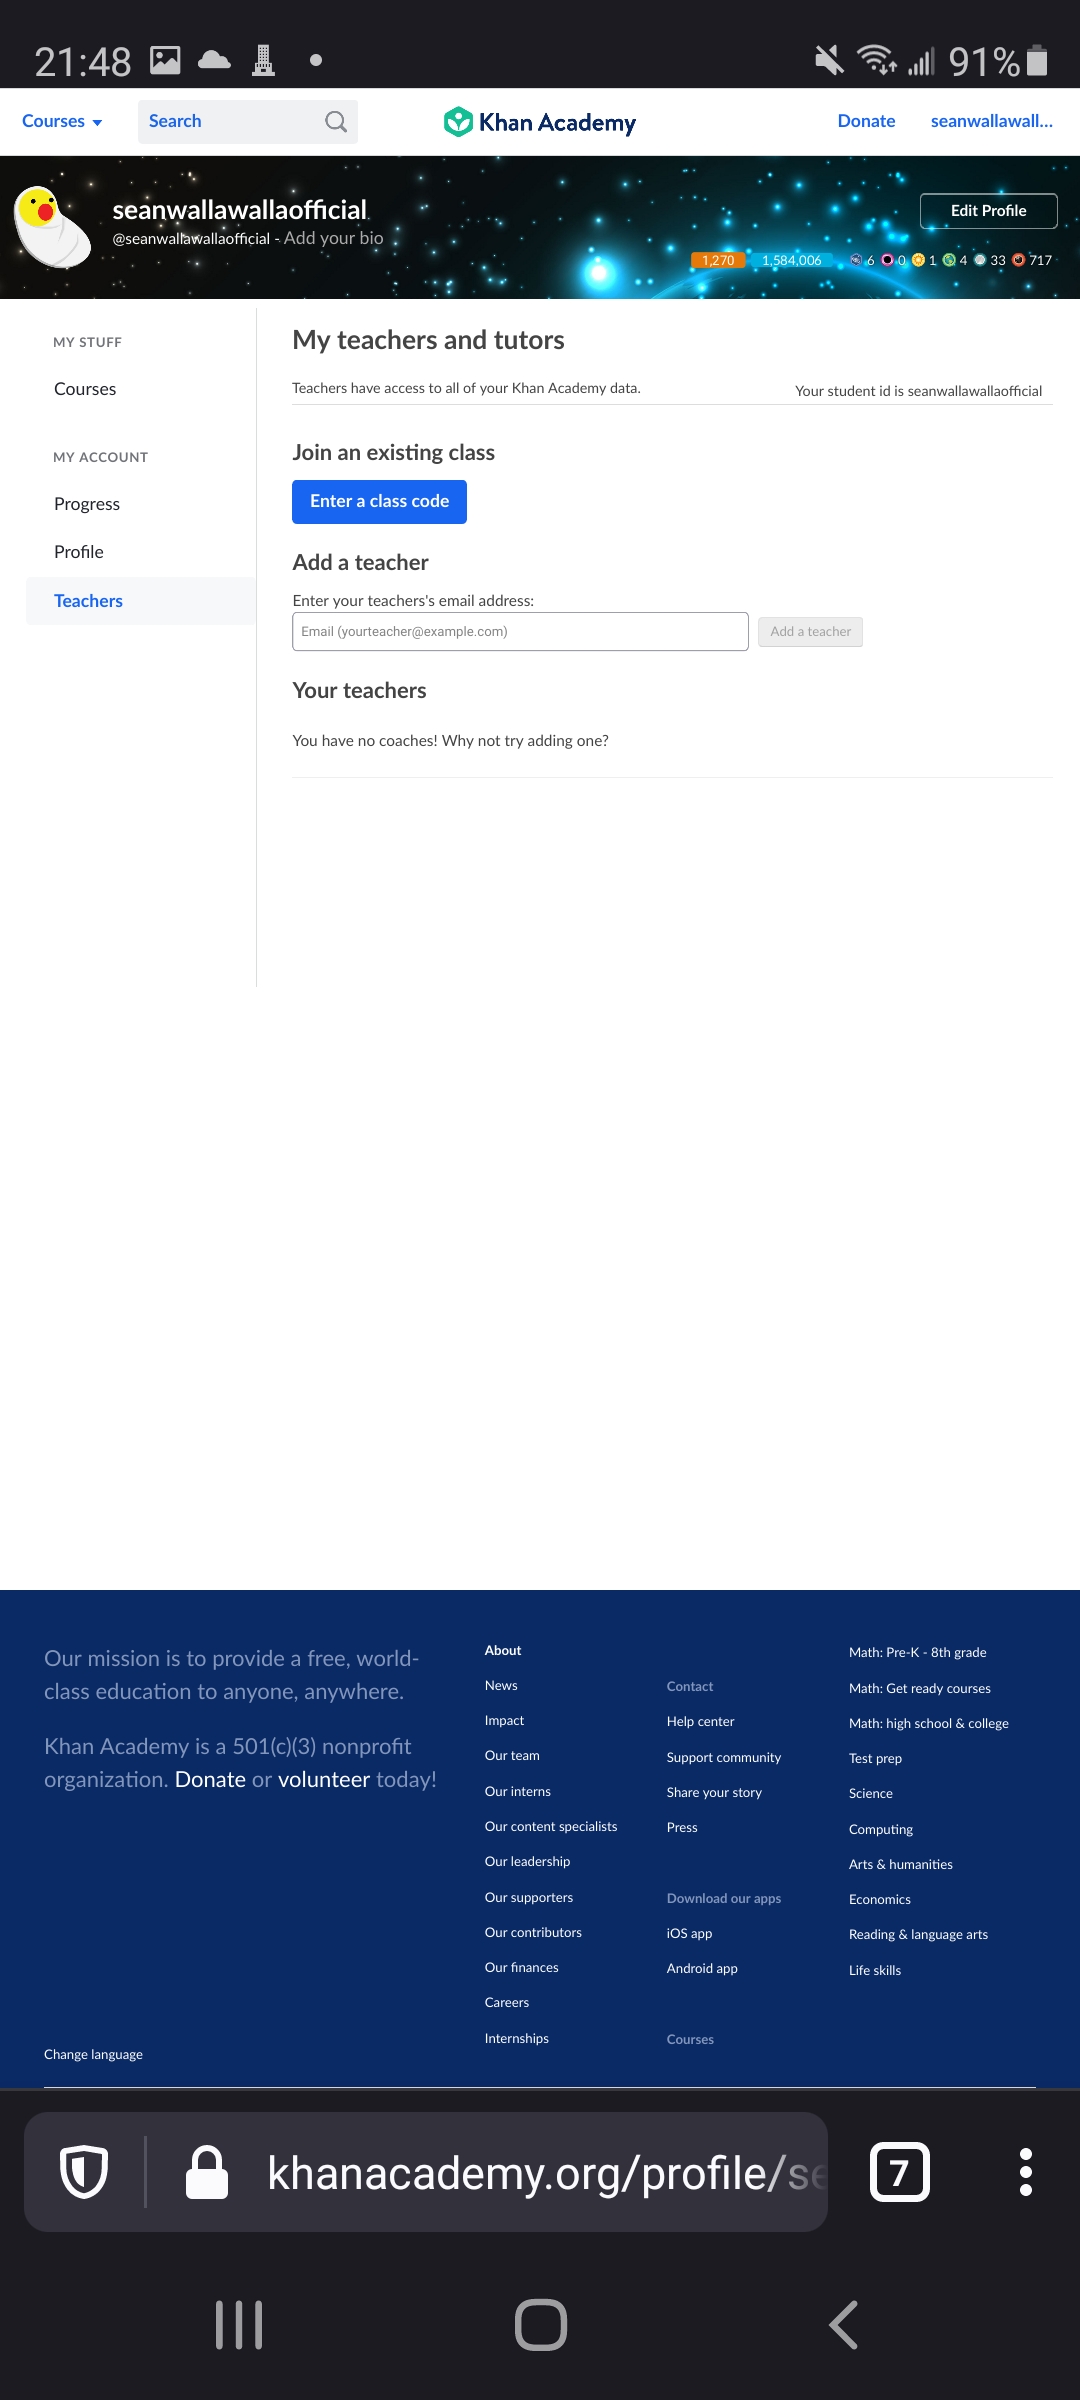 21:48
91%
Courses
Search
Khan Academy
Donate
seanwallawall...
seanwallawallaofficial
@seanwallawallaofficial - Add your bio
Edit Profile
1,270
1,584,006
6
0
1
4
33
717
MY STUFF
Courses
MY ACCOUNT
Progress
Profile
Teachers
My teachers and tutors
Teachers have access to all of your Khan Academy data.
Your student id is seanwallawallaofficial
Join an existing class
Enter a class code
Add a teacher
Enter your teachers's email address:
Email (yourteacher@example.com)
Add a teacher
Your teachers
You have no coaches! Why not try adding one?
Our mission is to provide a free, world-
class education to anyone, anywhere.
Khan Academy is a 501(c)(3) nonprofit
organization. Donate or volunteer today!
Change language
About
News
Impact
Our team
Our interns
Our content specialists
Our leadership
Our supporters
Our contributors
Our finances
Careers
Internships
Contact
Help center
Support community
Share your story
Press
Download our apps
iOS app
Android app
Courses
Math: Pre-K - 8th grade
Math: Get ready courses
Math: high school & college
Test prep
Science
Computing
Arts & humanities
Economics
Reading & language arts
Life skills
khanacademy.org/profile/se
7